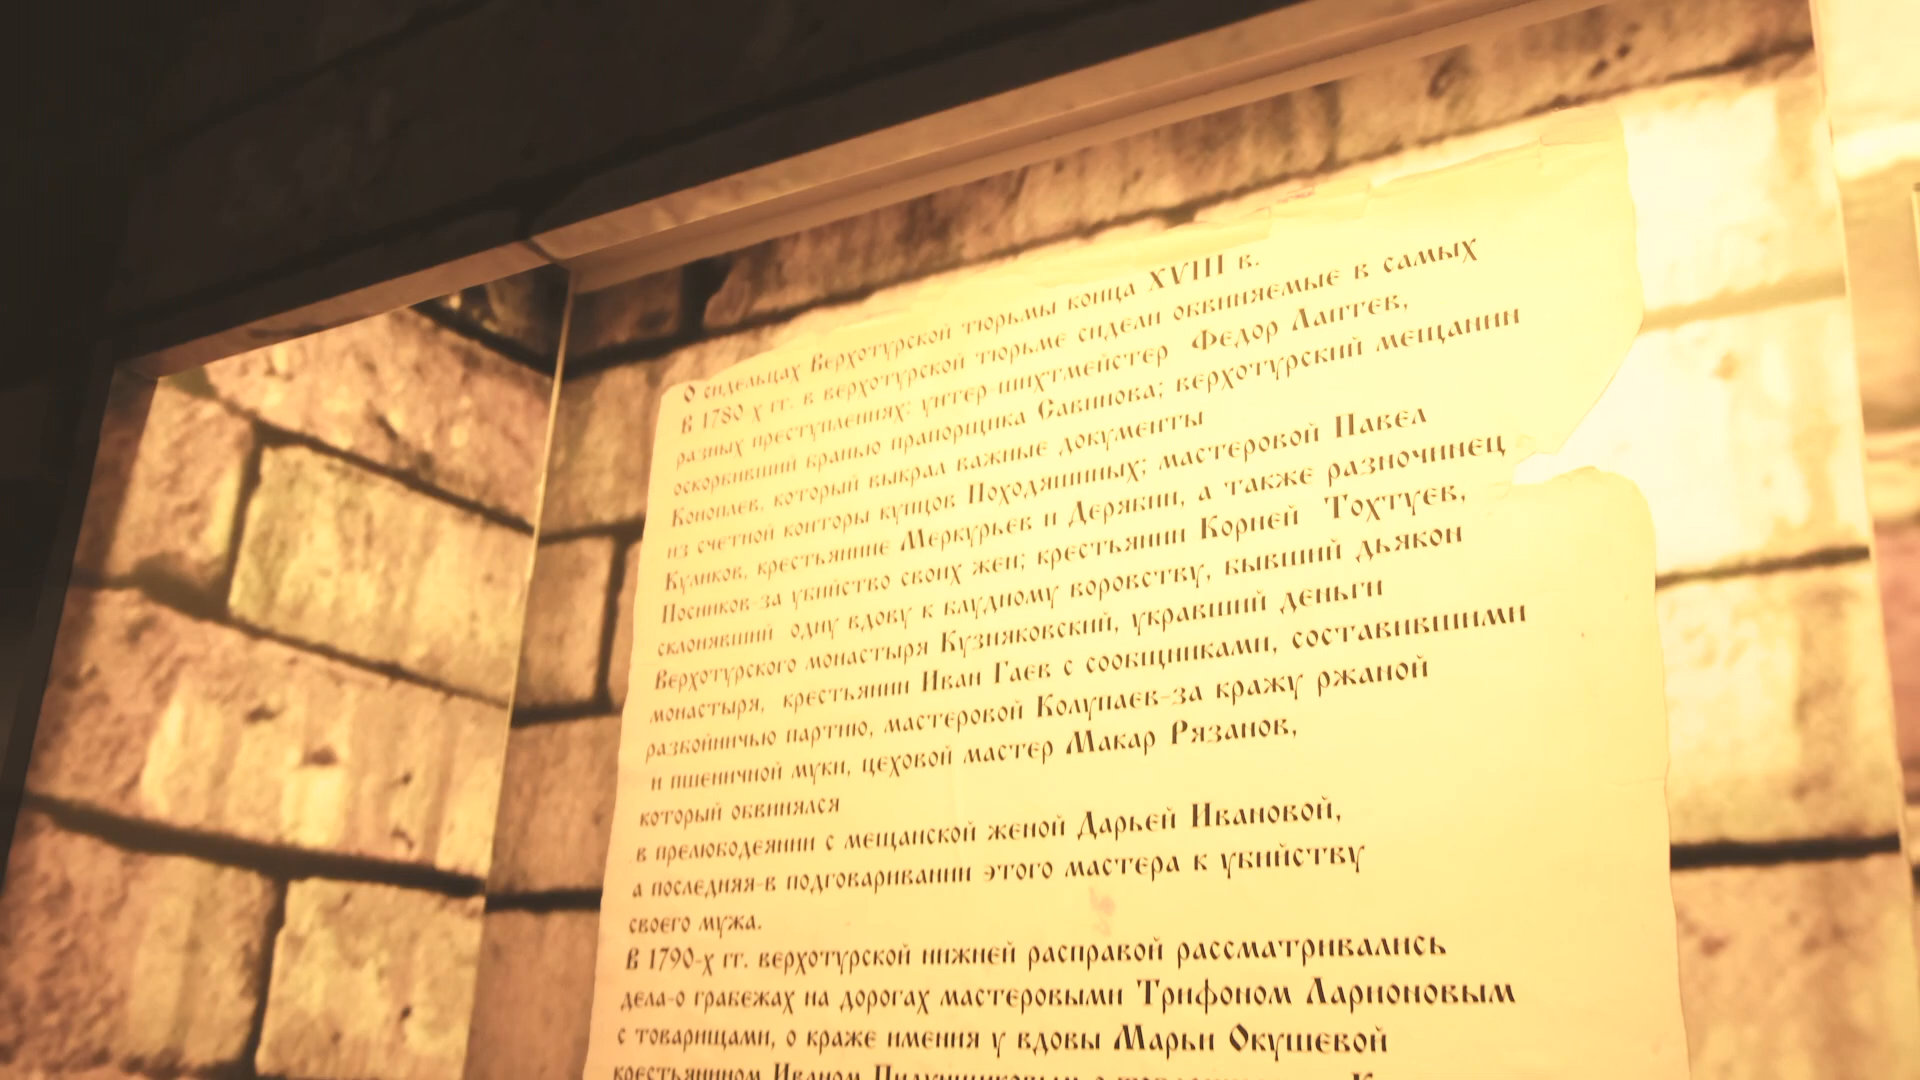 О сидельцах Верхотурской тюрьмы конца XVIII в.
В 1780-х гг. в верхотурской тюрьме сидели обвиняемые в самых
разных преступлениях: унтер шихтмейстер Федор Лаптев,
оскорбивший бранью прапорщика Савинова; верхотурский мещанин
Коноплев, который выкрал важные документы
из счетной конторы купцов Походяшиных; мастеровой Павел
Куликов, крестьянине Меркурьев и Дерябин, а также разночинец
Посников-за убийство своих жен; крестьянин Корней Тохтуев,
склонявший одну вдову к блудному воровству, бывший дьякон
Верхотурского монастыря Кузняковский, укравший деньги
монастыря, крестьянин Иван Гаев с сообщниками, составившими
разбойничью партию, мастеровой Колупаев-за кражу ржаной
и пшеничной муки, цеховой мастер Макар Рязанов,
который обвинялся
в прелюбодеянии с мещанской женой Дарьей Ивановой,
а последняя-в подговаривании этого мастера к убийству
своего мужа.
В 1790-х гг. верхотурской нижней расправой рассматривались
дела-о грабежах на дорогах мастеровыми Трифоном Ларионовым
с товарищами, о краже имения у вдовы Марьи Окушевой
крестьянином Иваном